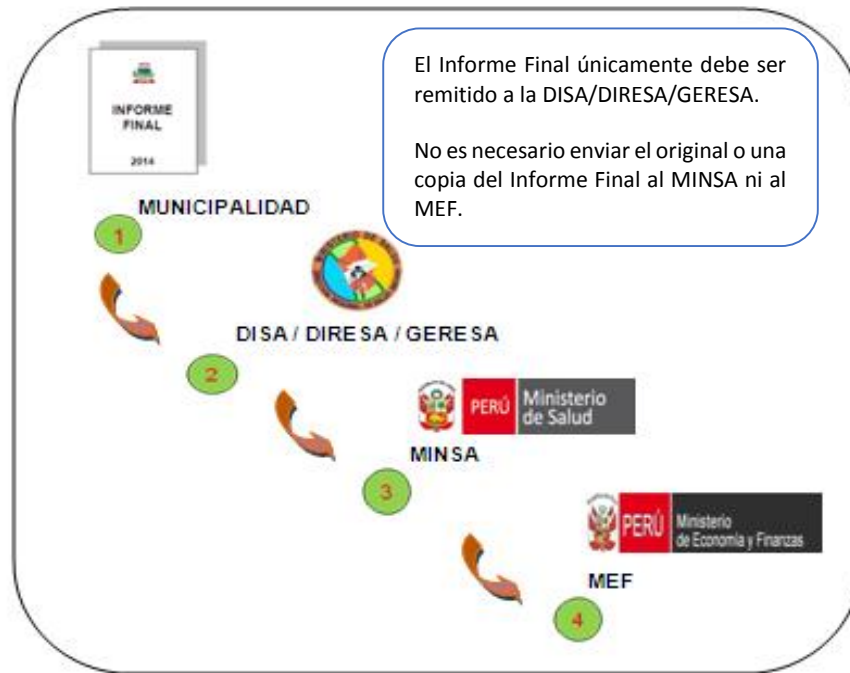 INFORME
FINAL
2014
El Informe Final únicamente debe ser
remitido a la DISA/DIRESA/GERESA.
No es necesario enviar el original o una
copia del Informe Final al MINSA ni al
MEF.
MUNICIPALIDAD
1
DISA / DIRESA / GERESA
2
PERÚ
Ministerio
de Salud
MINSA
3
PERÚ
Ministerio
de Economía y Finanzas
MEF
4